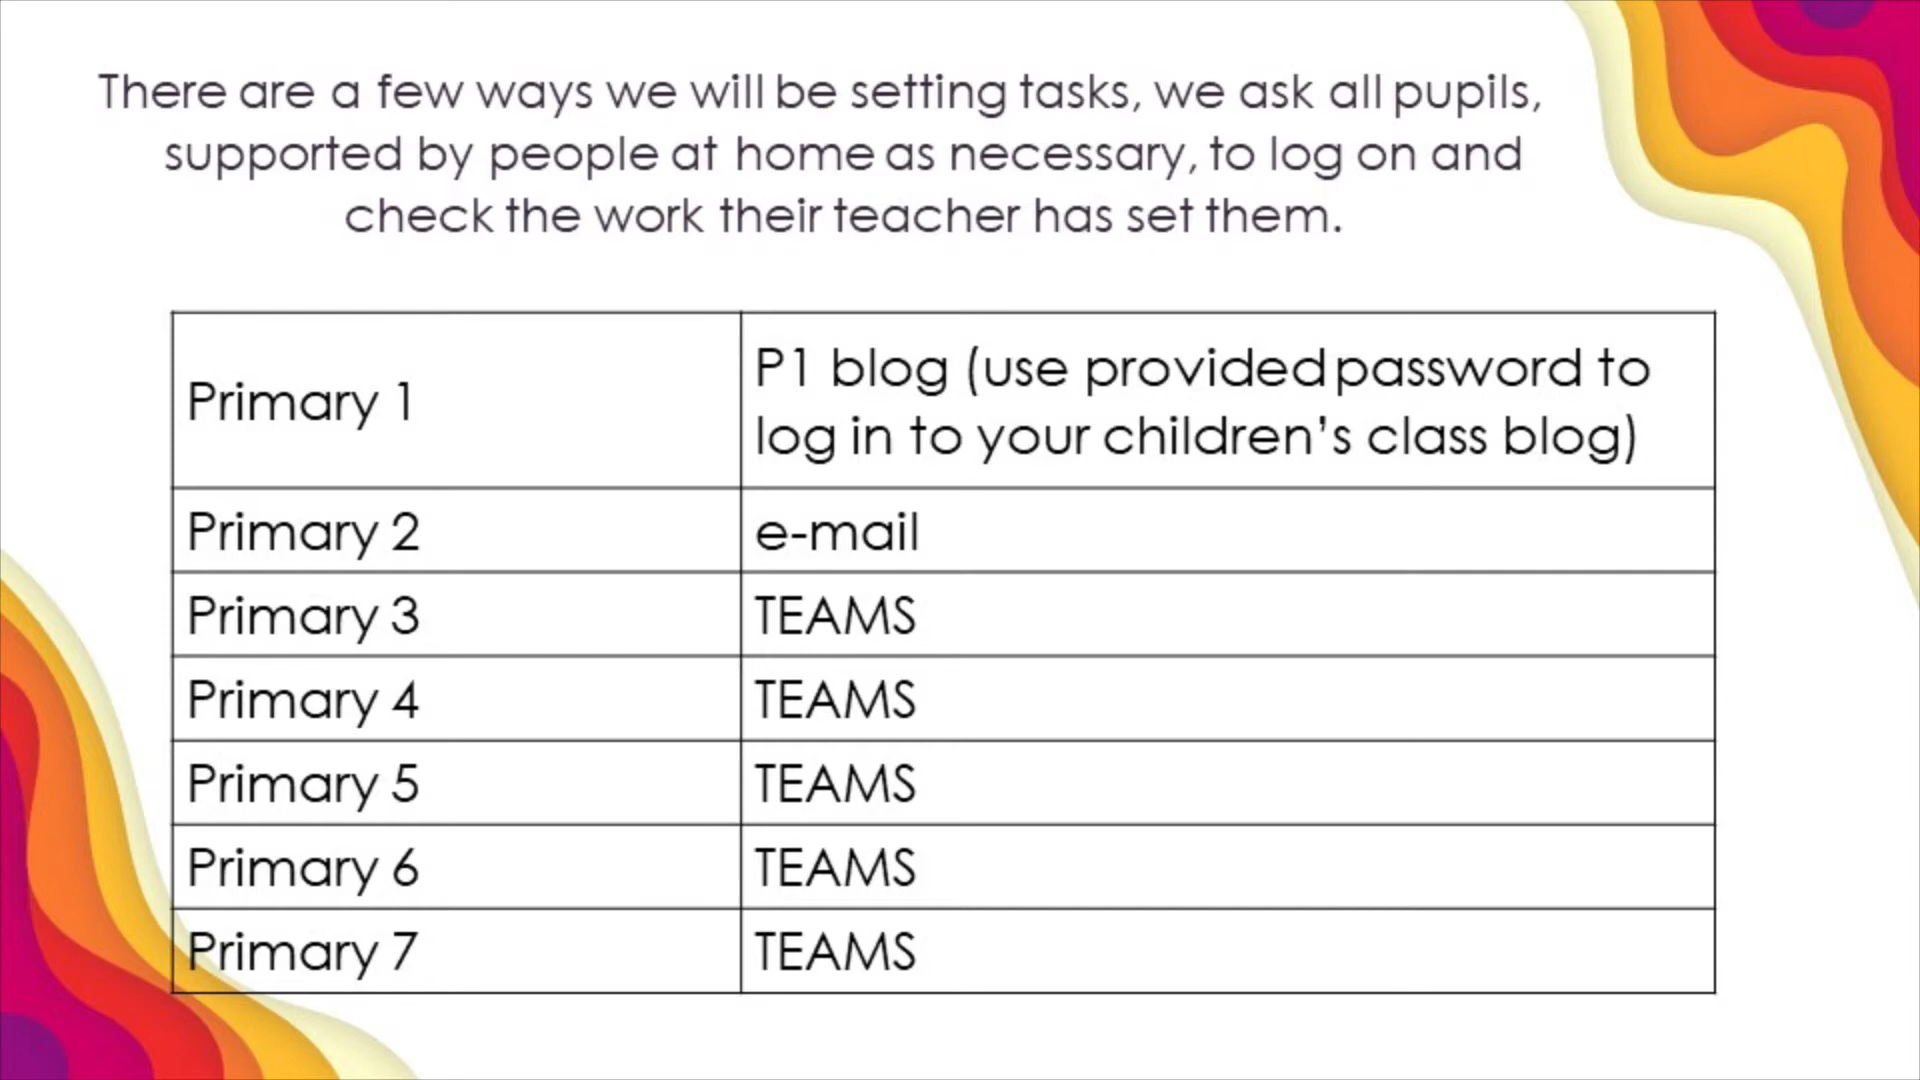 There are a few ways we will be setting tasks, we ask all pupils,
supported by people at home as necessary, to log on and
check the work their teacher has set them.
Primary 1
P1 blog (use provided password to
log in to your children’s class blog)
Primary 2
e-mail
Primary 3
TEAMS
Primary 4
TEAMS
Primary 5
TEAMS
Primary 6
TEAMS
Primary 7
TEAMS